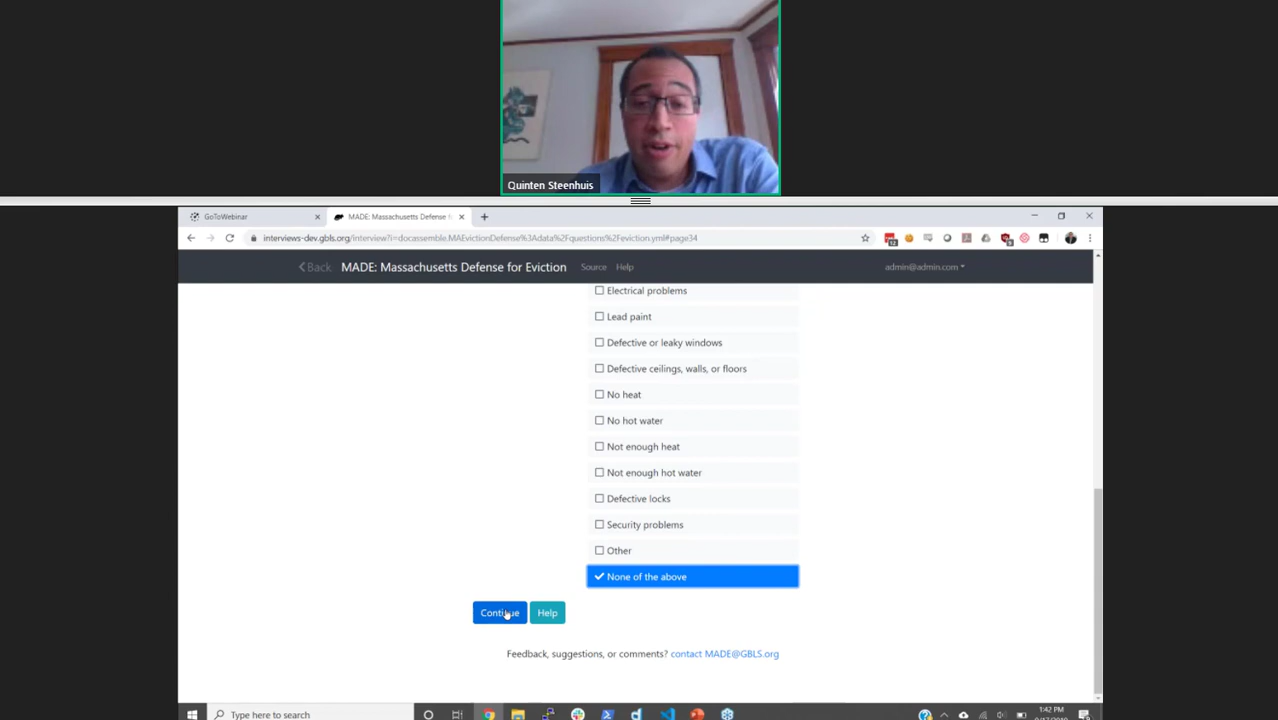 Quinten Steenhuis
GoToWebinar
MADE: Massachusetts Defense f
interviews-dev.gbls.org/interview?i=docassemble.MAEvictionDefense%3Adata%2Fquestions%2Feviction.yml#page34
Back
MADE: Massachusetts Defense for Eviction
Source
Help
admin@admin.com
Electrical problems
Lead paint
Defective or leaky windows
Defective ceilings, walls, or floors
No heat
No hot water
Not enough heat
Not enough hot water
Defective locks
Security problems
Other
None of the above
Continue
Help
Feedback, suggestions, or comments? contact MADE@GBLS.org
Type here to search
1:42 PM